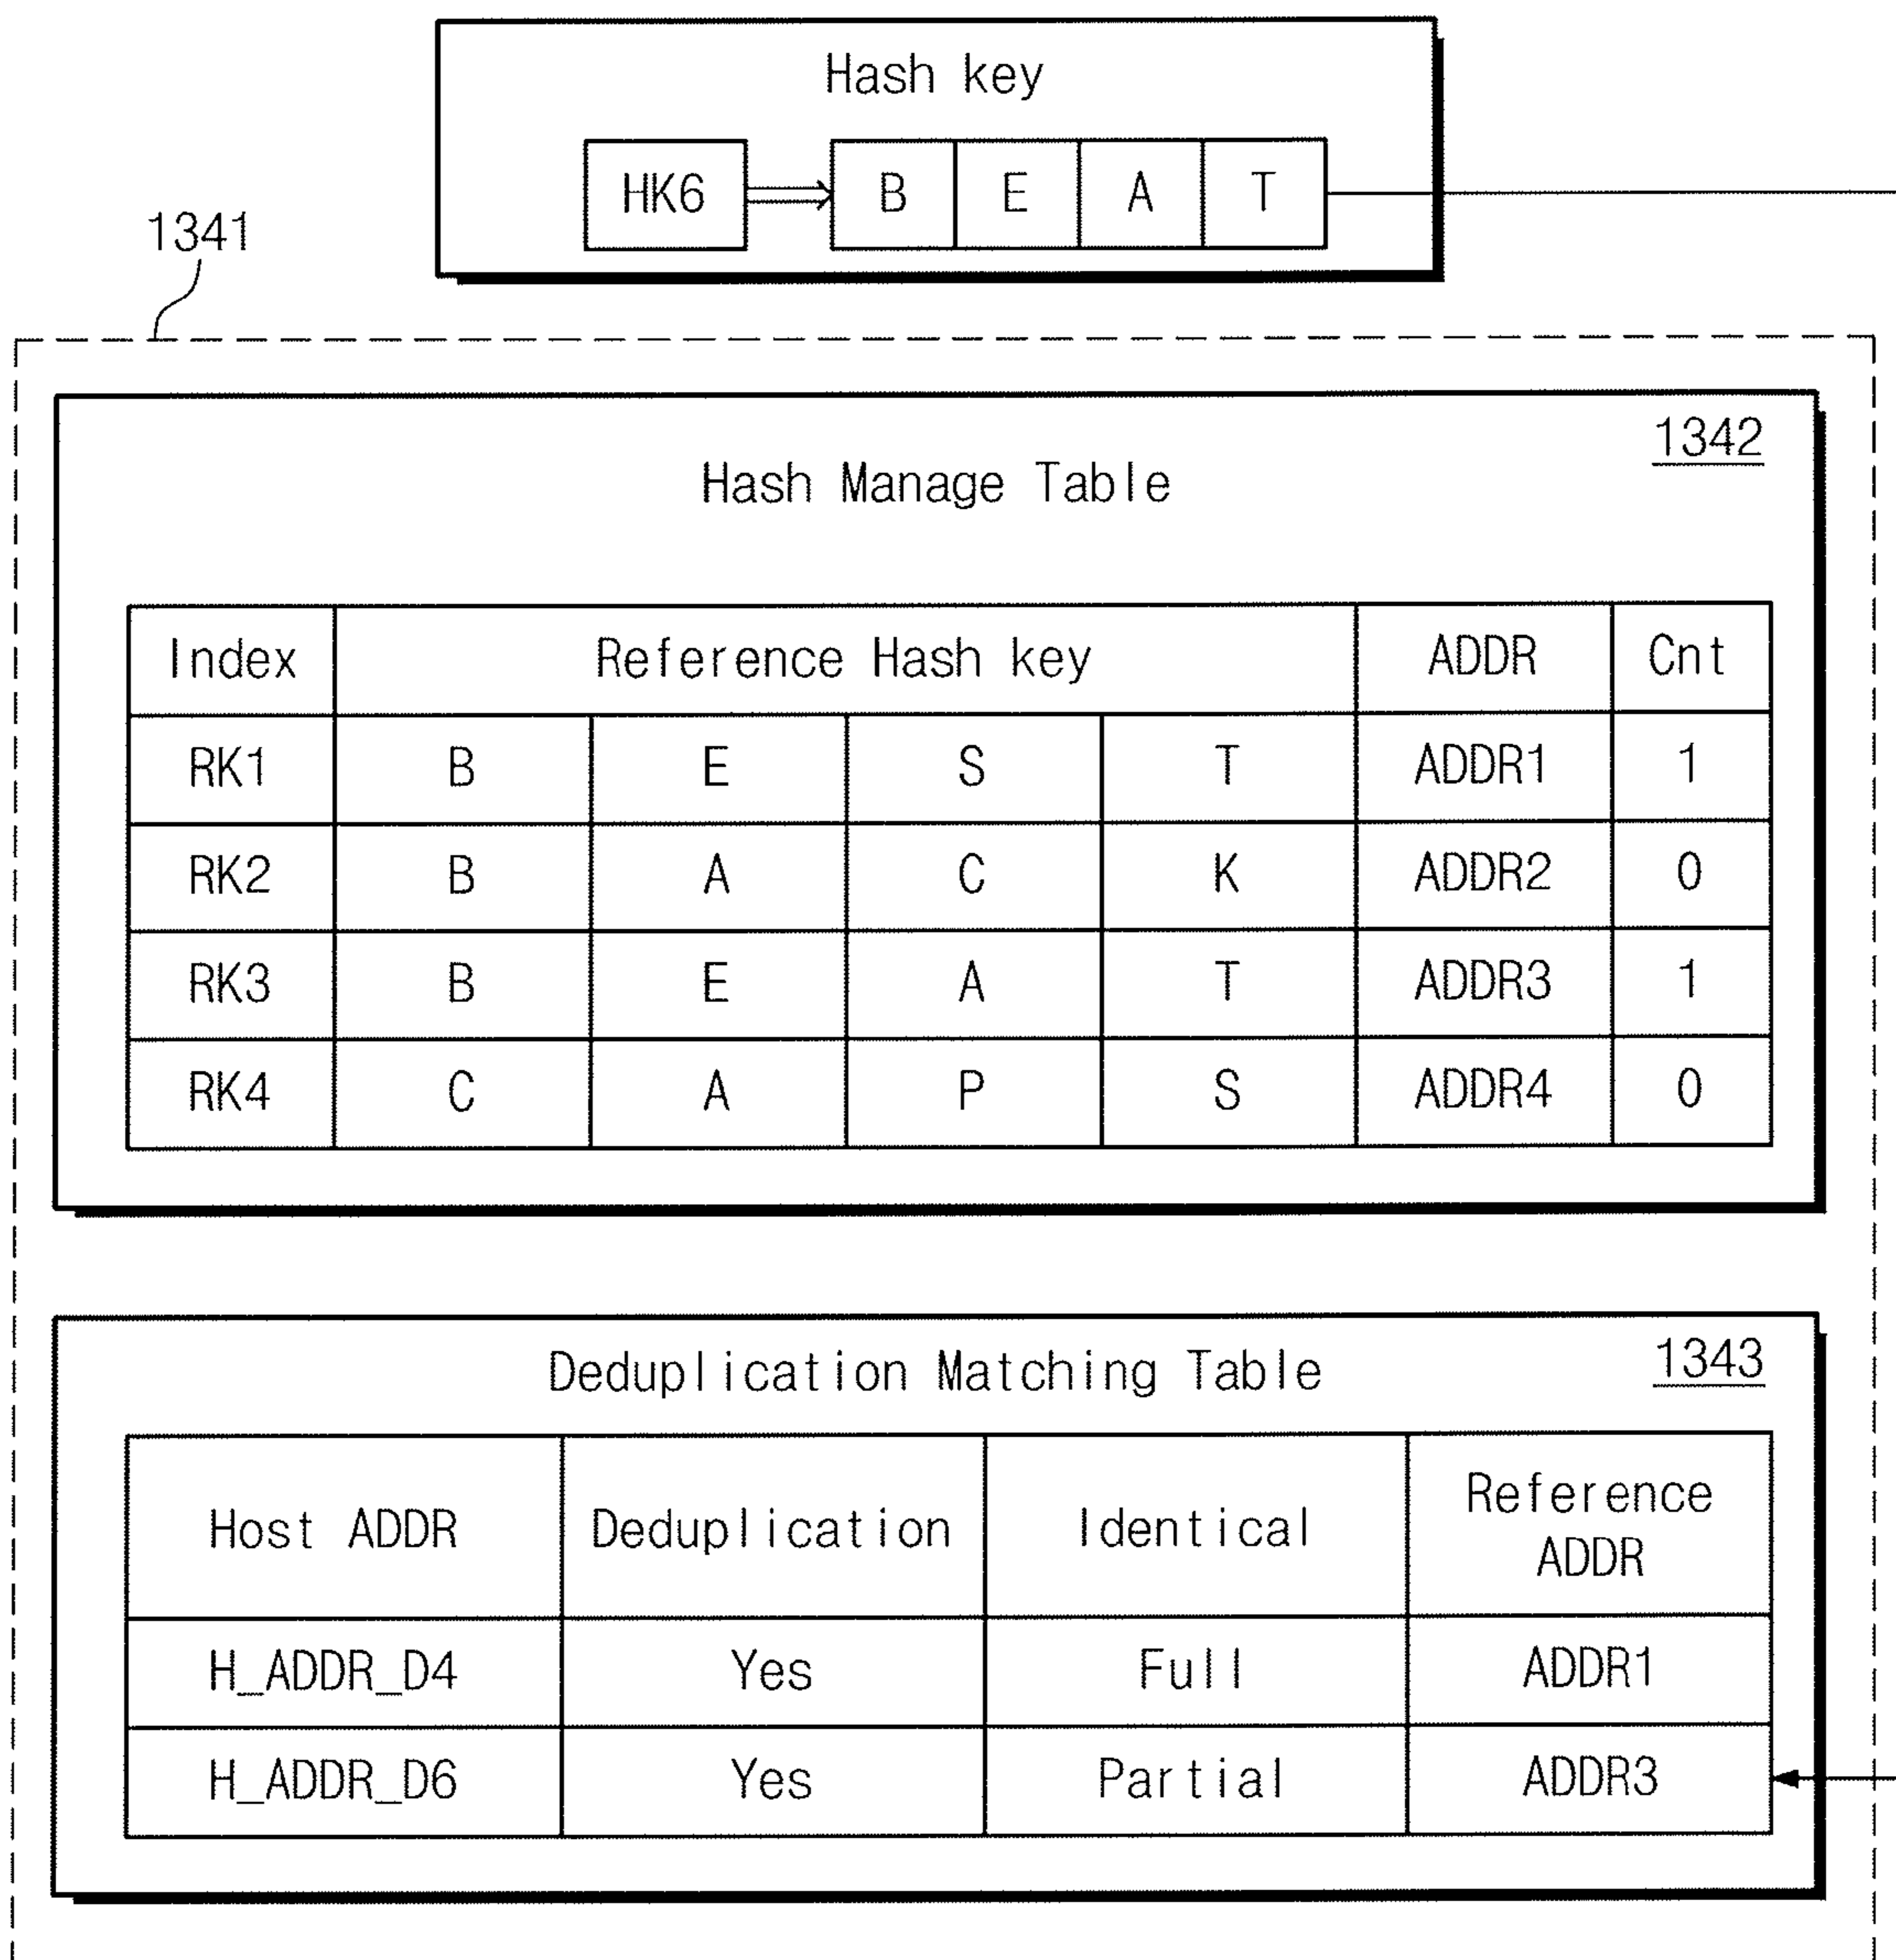 Hash key
HK6 B E A T
1341
1342
Hash Manage Table
Index Reference Hash key ADDR Cnt
RK1 B E S T ADDR1 1
RK2 B A C K ADDR2 0
RK3 B E A T ADDR3 1
RK4 C A P S ADDR4 0
1343
Deduplication Matching Table
Host ADDR Deduplication Identical Reference
ADDR
H_ADDR_D4 Yes Full ADDR1
H_ADDR_D6 Yes Partial ADDR3